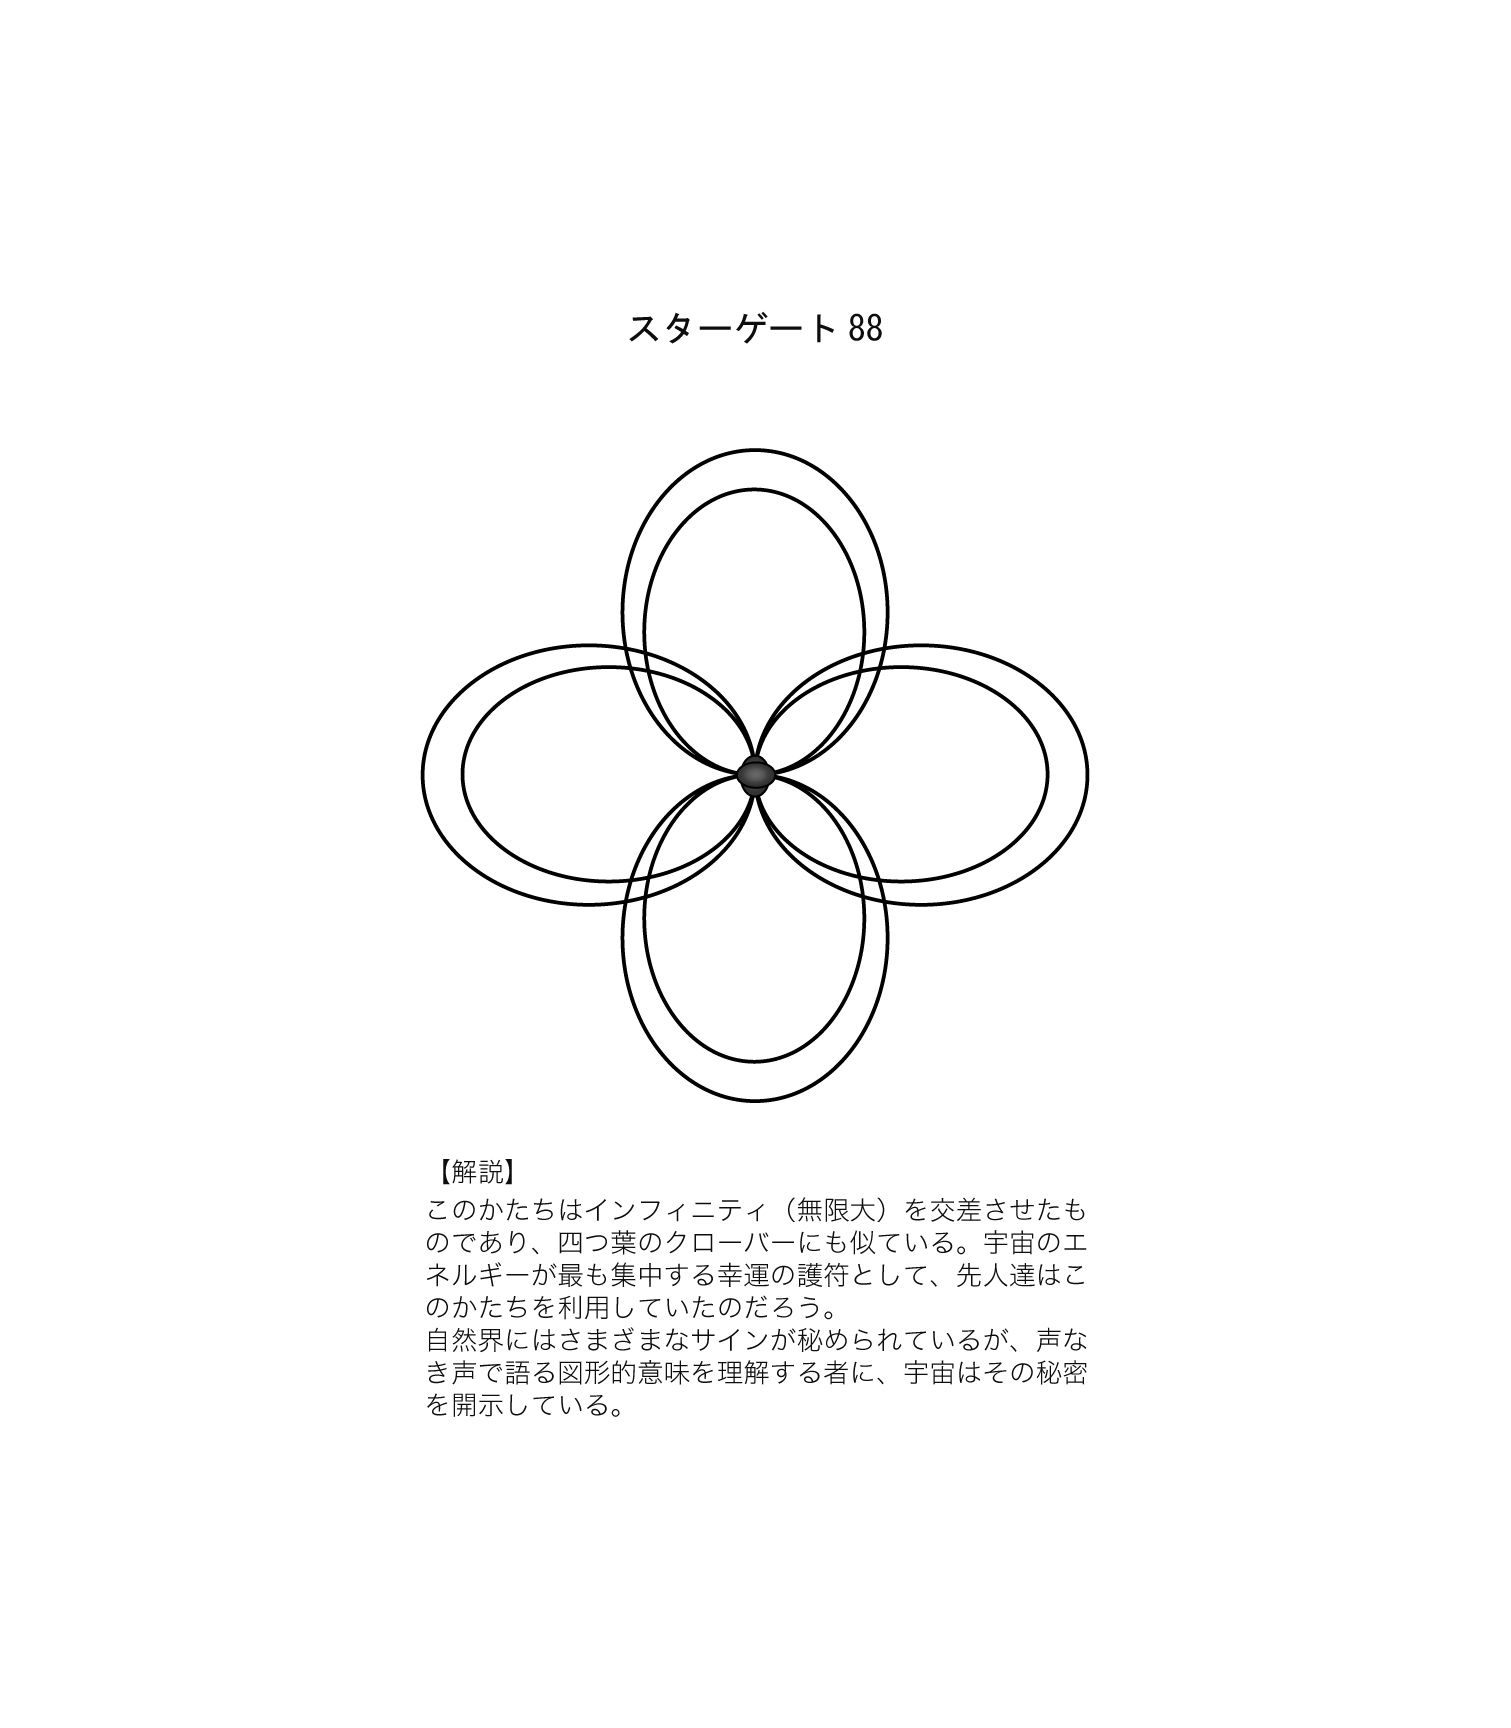 スターゲート 88
【解説】
このかたちはインフィニティ（無限大）を交差させたも
のであり、四つ葉のクローバーにも似ている。宇宙のエ
ネルギーが最も集中する幸運の護符として、先人達はこ
のかたちを利用していたのだろう。
自然界にはさまざまなサインが秘められているが、声な
き声で語る図形的意味を理解する者に、宇宙はその秘密
を開示している。